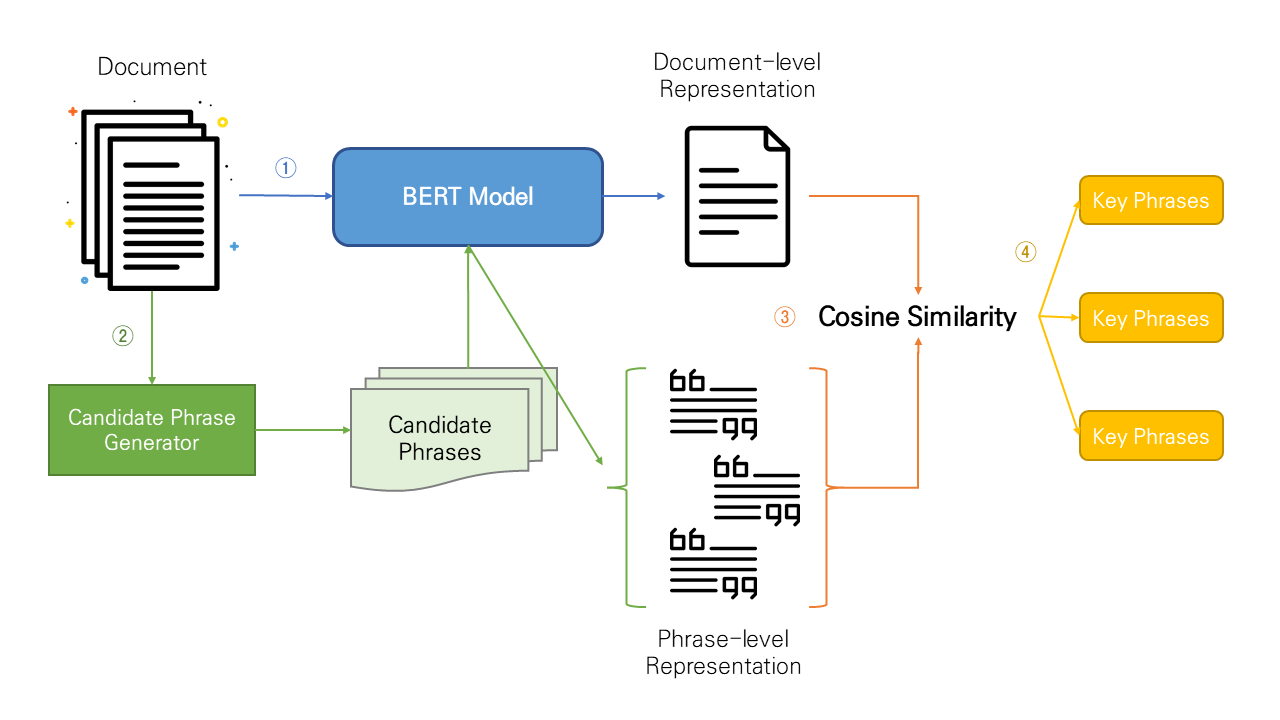 Document
Document-level
Representation
①
BERT Model
Key Phrases
④
②
③
Cosine Similarity
Key Phrases
Candidate Phrase
Generator
Candidate
Phrases
Key Phrases
Phrase-level
Representation